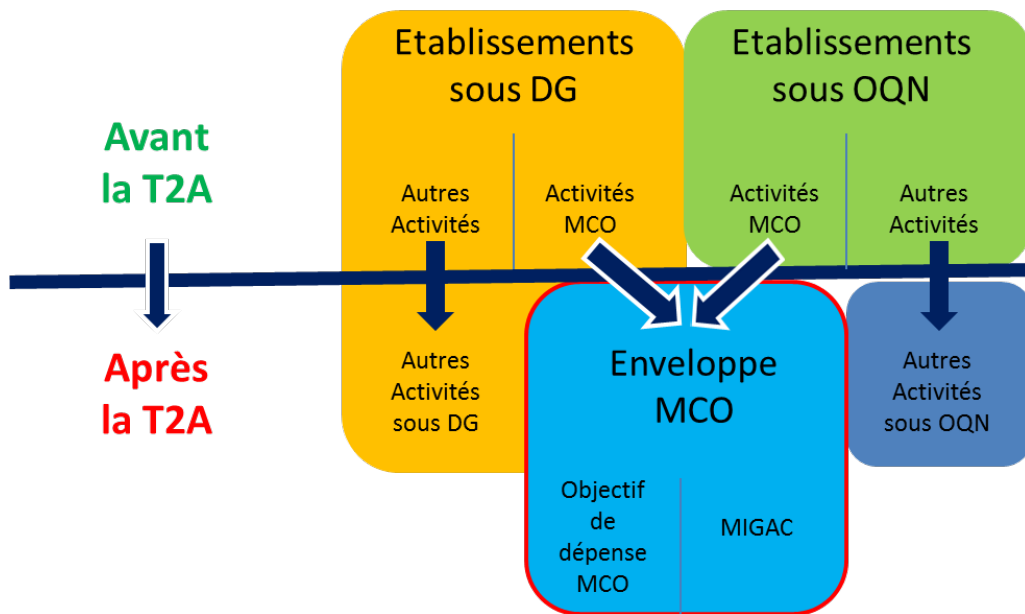 Etablissements
sous DG
Etablissements
sous OQN
Avant
la T2A
Autres
Activités
Activités
MCO
Activités
MCO
Autres
Activités
Après
la T2A
Autres
Activités
sous DG
Enveloppe
MCO
Autres
Activités
sous OQN
Objectif
de
dépense
MCO
MIGAC